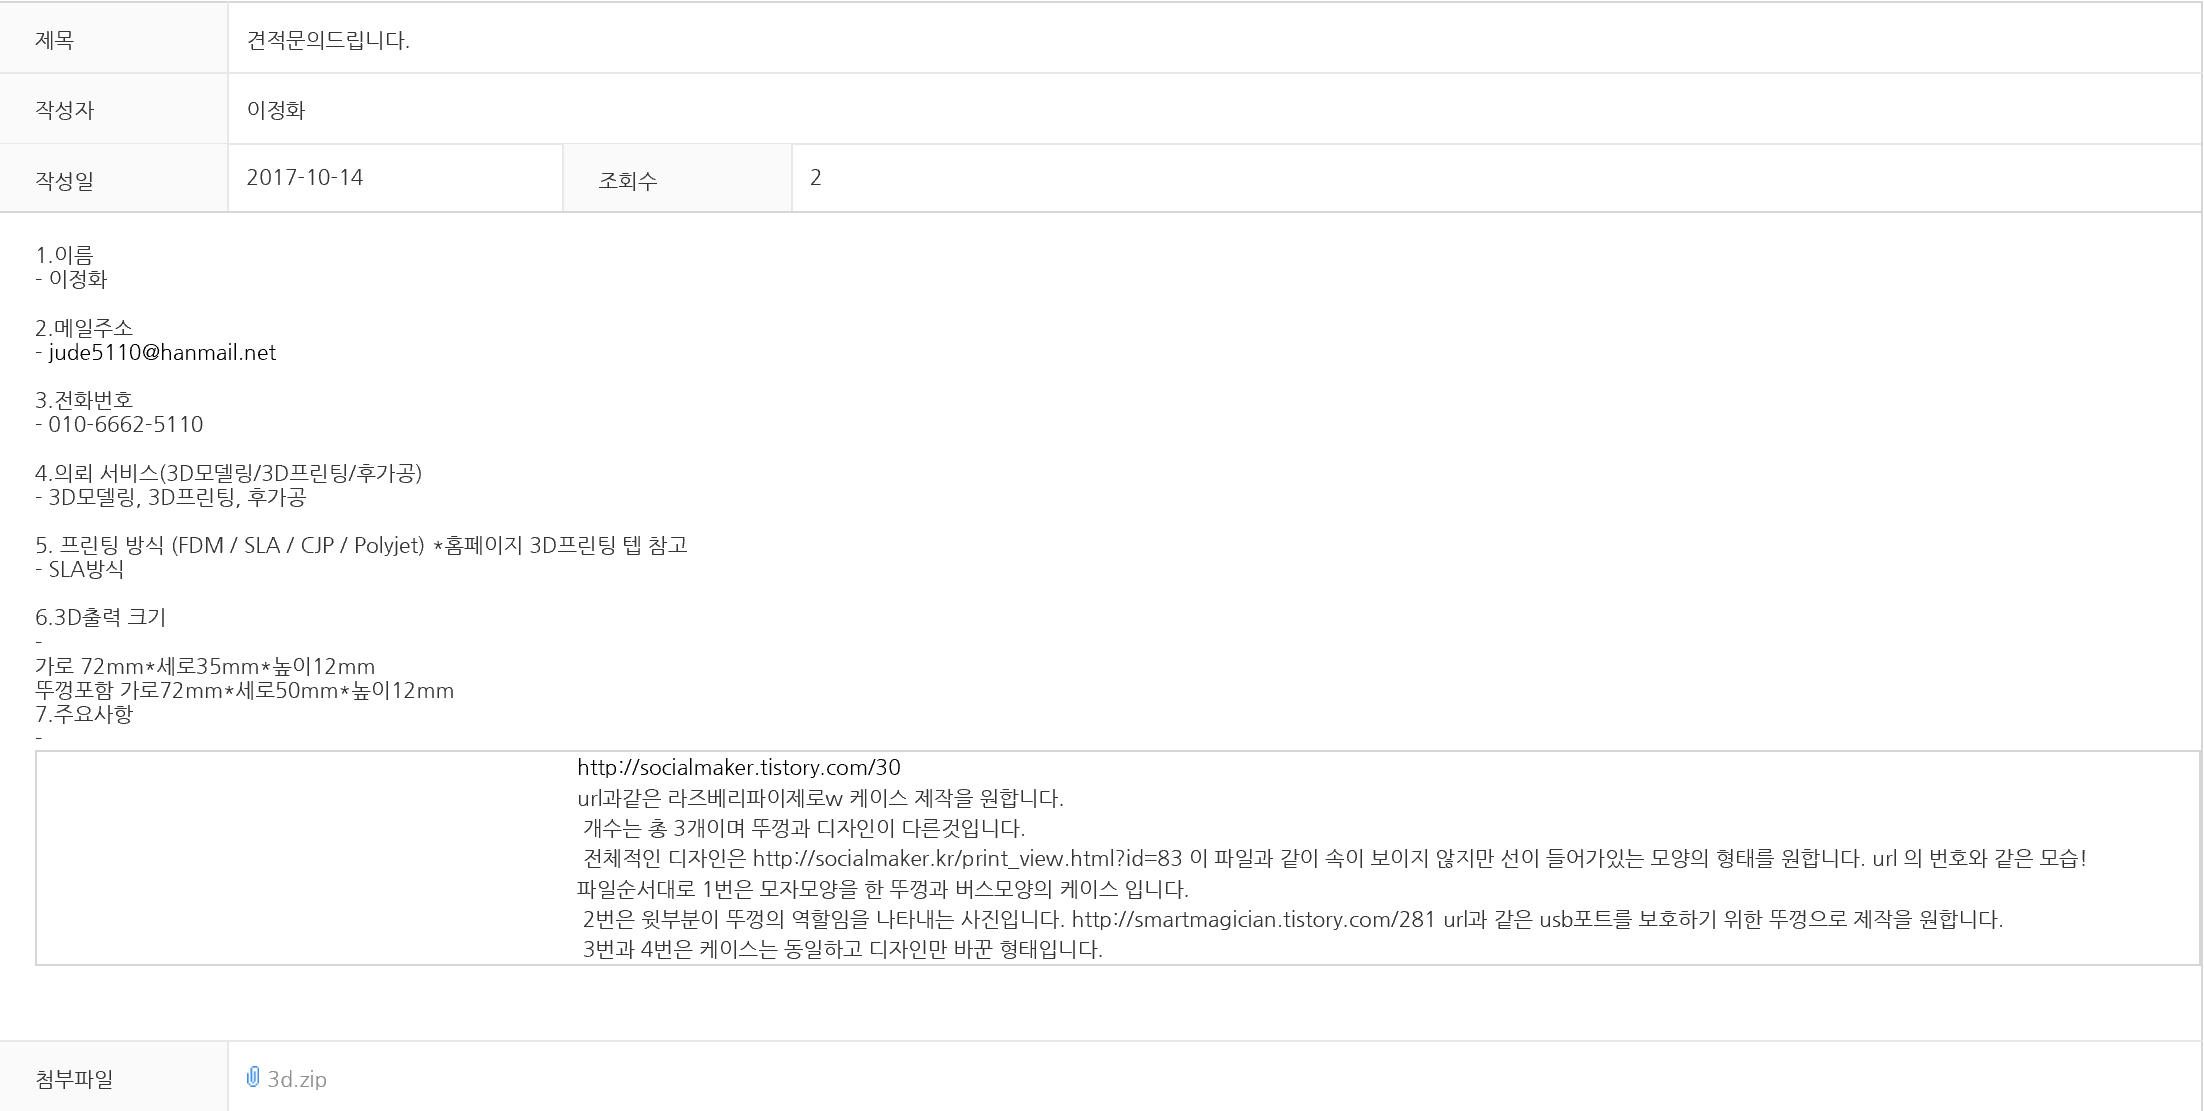 제목 견적문의드립니다.
작성자 이정화
작성일 2017-10-14 조회수 2
1.이름
- 이정화
2.메일주소
- jude5110@hanmail.net
3.전화번호
- 010-6662-5110
4.의뢰 서비스(3D모델링/3D프린팅/후가공)
- 3D모델링, 3D프린팅, 후가공
5. 프린팅 방식 (FDM / SLA / CJP / Polyjet) *홈페이지 3D프린팅 텝 참고
- SLA방식
6.3D출력 크기
-
가로 72mm*세로35mm*높이12mm
뚜껑포함 가로72mm*세로50mm*높이12mm
7.주요사항
-
http://socialmaker.tistory.com/30
url과같은 라즈베리파이제로w 케이스 제작을 원합니다.
개수는 총 3개이며 뚜껑과 디자인이 다른것입니다.
전체적인 디자인은 http://socialmaker.kr/print_view.html?id=83 이 파일과 같이 속이 보이지 않지만 선이 들어가있는 모양의 형태를 원합니다. url 의 번호와 같은 모습!
파일순서대로 1번은 모자모양을 한 뚜껑과 버스모양의 케이스 입니다.
2번은 윗부분이 뚜껑의 역할임을 나타내는 사진입니다. http://smartmagician.tistory.com/281 url과 같은 usb포트를 보호하기 위한 뚜껑으로 제작을 원합니다.
3번과 4번은 케이스는 동일하고 디자인만 바꾼 형태입니다.
첨부파일 3d.zip